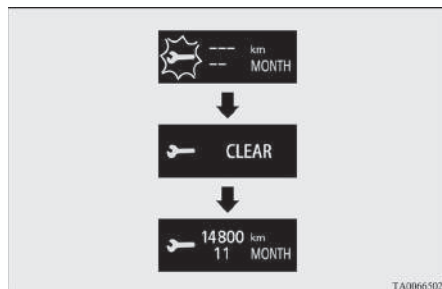 --- km
-- MONTH
CLEAR
14800 km
11 MONTH
TA0066502